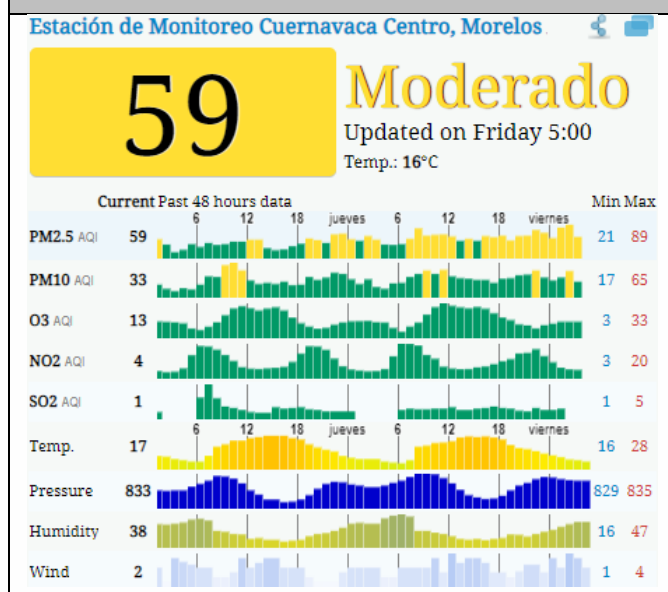 Estación de Monitoreo Cuernavaca Centro, Morelos.
59
Moderado
Updated on Friday 5:00
Temp.: 16°C
Current Past 48 hours data Min Max
6 12 18 jueves 6 12 18 viernes
PM2.5 AQI 59 21 89
PM10 AQI 33 17 65
O3 AQI 13 3 33
NO2 AQI 4 3 20
SO2 AQI 1 1 5
6 12 18 jueves 6 12 18 viernes
Temp. 17 16 28
Pressure 833 829 835
Humidity 38 16 47
Wind 2 1 4